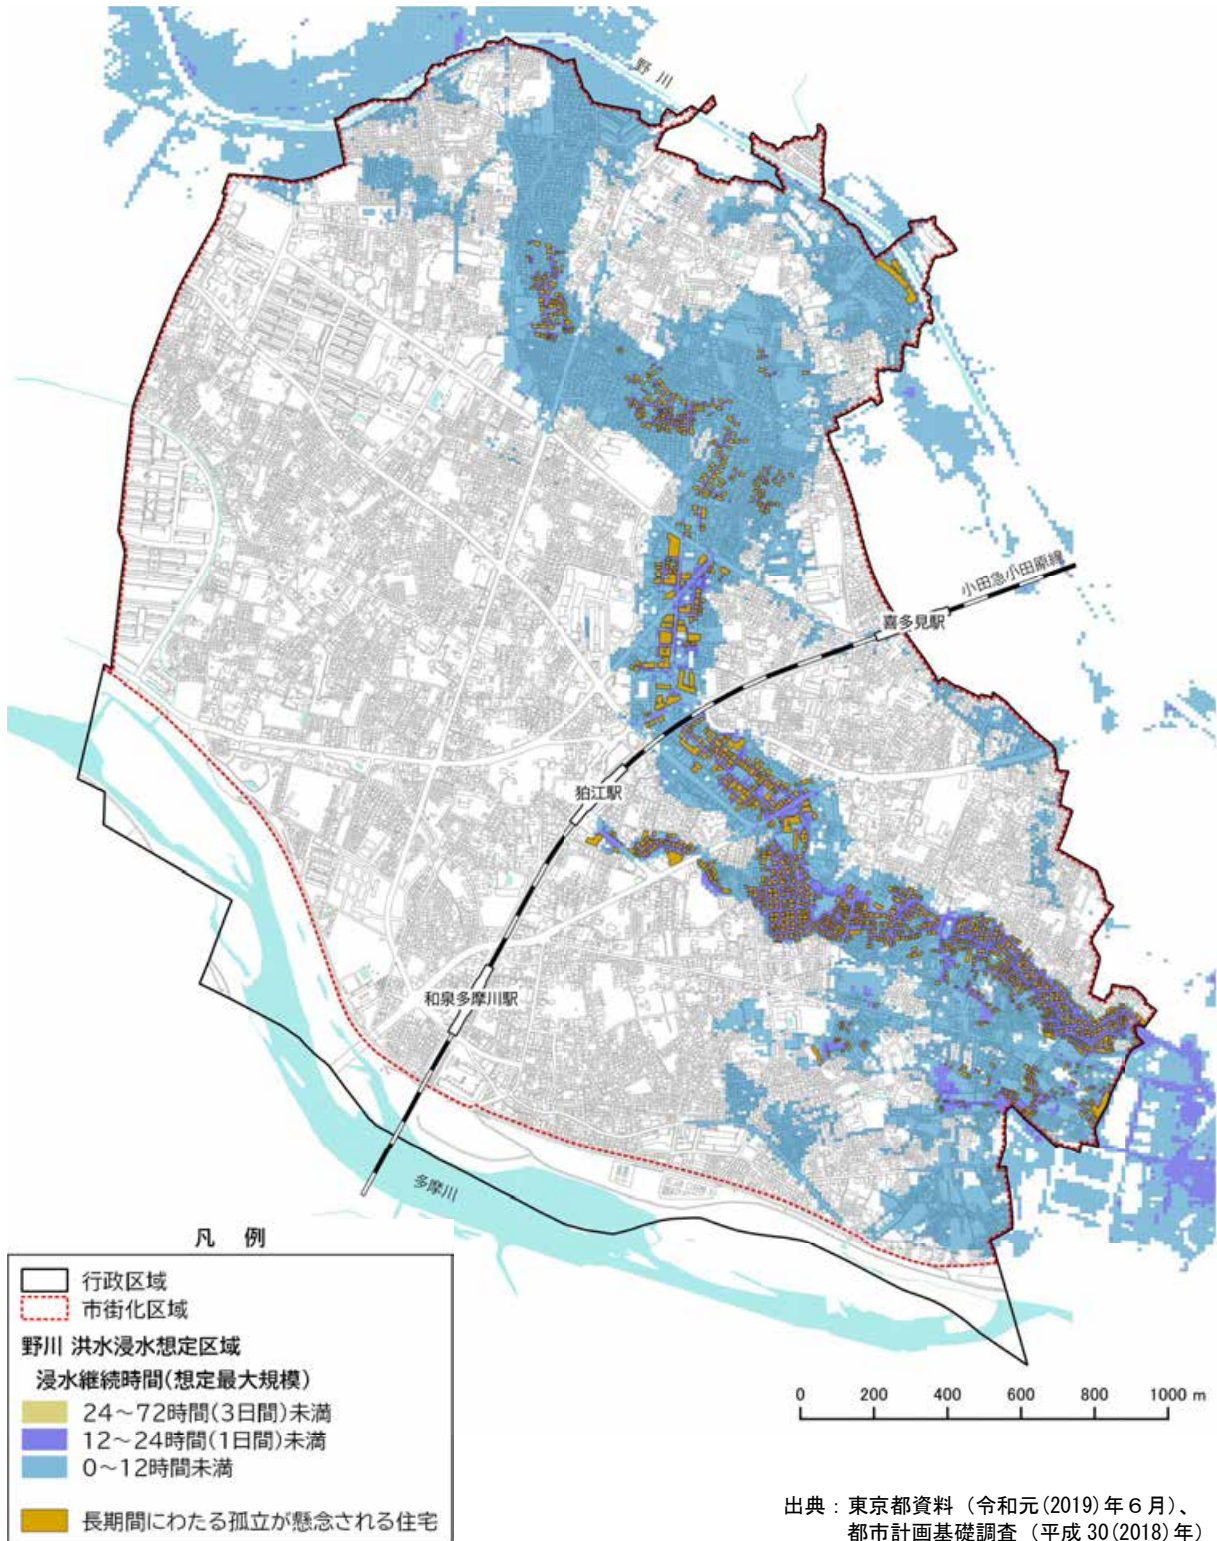 野川
小田急小田原線
喜多見駅
狛江駅
和泉多摩川駅
多摩川
凡 例
行政区域
市街化区域
野川 洪水浸水想定区域
浸水継続時間(想定最大規模)
24～72時間(3日間)未満
12～24時間(1日間)未満
0～12時間未満
長期間にわたる孤立が懸念される住宅
0 200 400 600 800 1000 m
出典：東京都資料（令和元(2019)年６月）、
都市計画基礎調査（平成 30(2018)年）